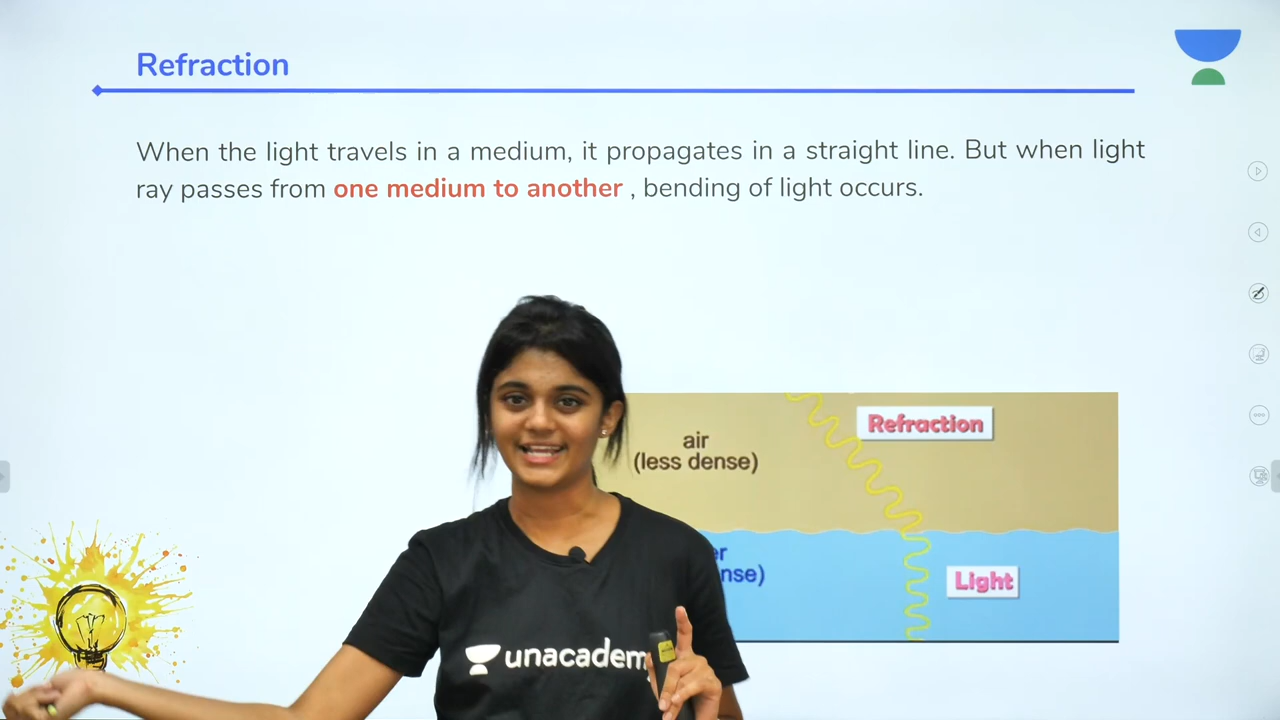 Refraction
When the light travels in a medium, it propagates in a straight line. But when light
ray passes from one medium to another , bending of light occurs.
Refraction
air
(less dense)
Light
unacadem